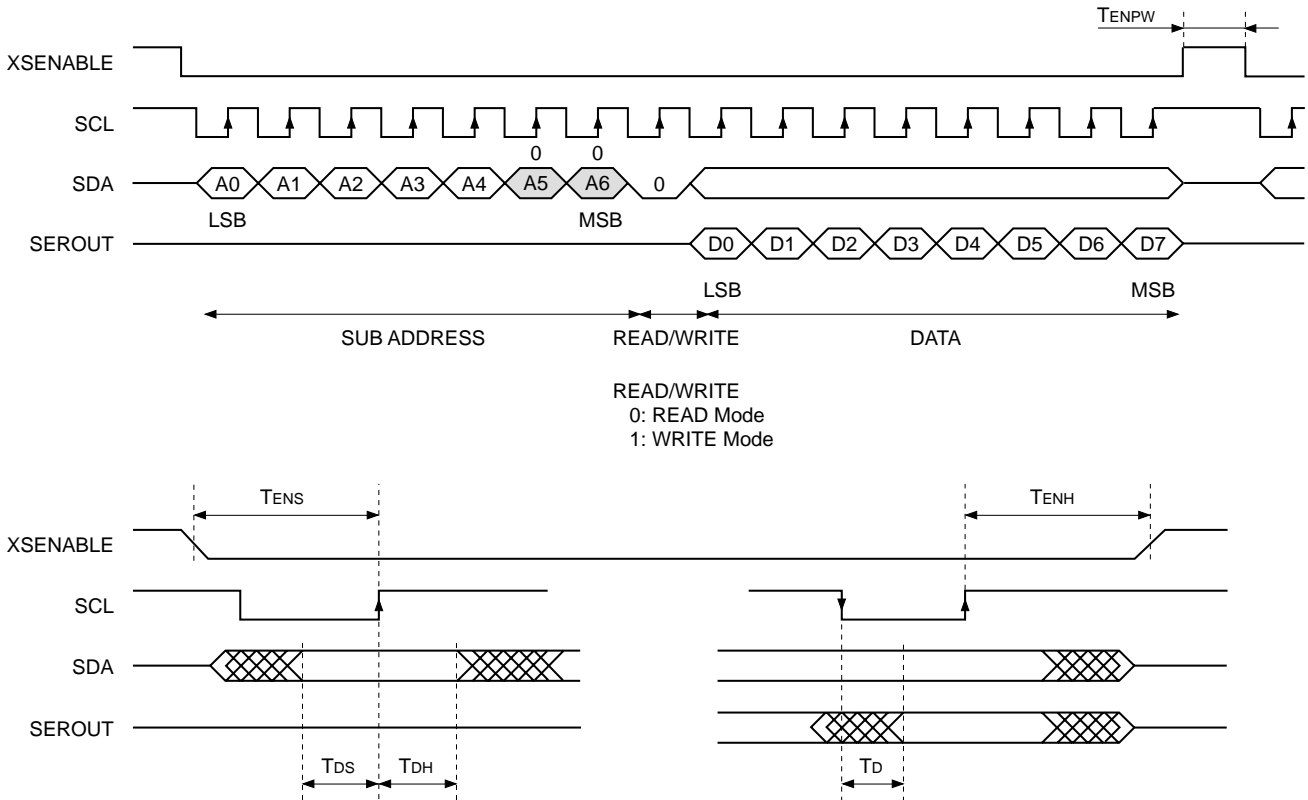 TENPW
XSENABLE
SCL
0 0
SDA A0 A1 A2 A3 A4 A5 A6 0
LSB MSB
SEROUT D0 D1 D2 D3 D4 D5 D6 D7
LSB MSB
SUB ADDRESS READ/WRITE DATA
READ/WRITE
0: READ Mode
1: WRITE Mode
TENS TENH
XSENABLE
SCL
SDA
SEROUT
TDS TDH TD